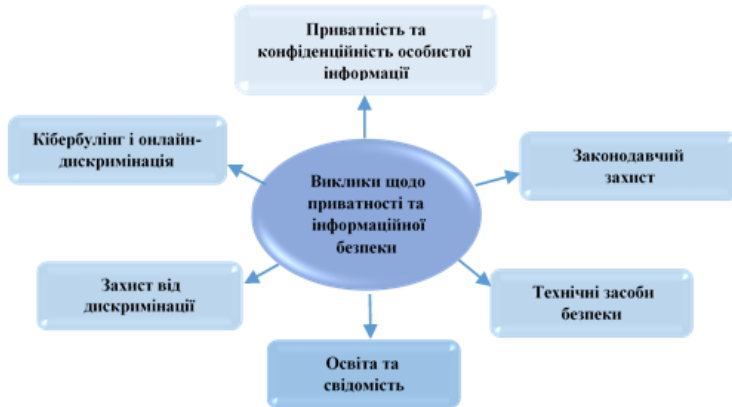 Приватність та
конфіденційність особистої
інформації
Кібербулінг і онлайн-
дискримінація
Законодавчий
захист
Виклики щодо
приватності та
інформаційної
безпеки
Захист від
дискримінації
Технічні засоби
безпеки
Освіта та
свідомість